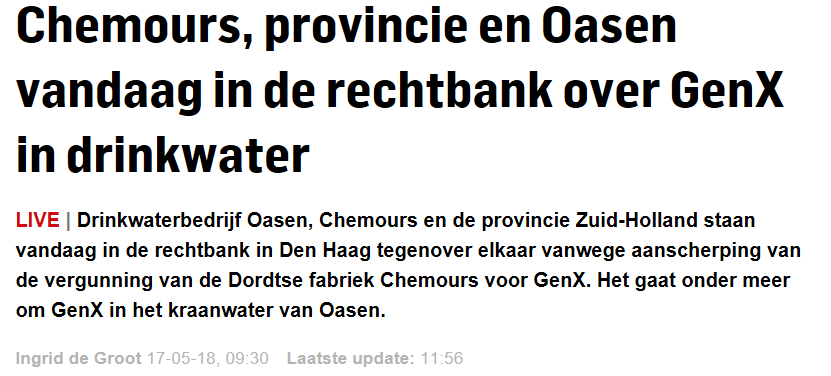 Chemours, provincie en Oasen
vandaag in de rechtbank over GenX
in drinkwater
LIVE | Drinkwaterbedrijf Oasen, Chemours en de provincie Zuid-Holland staan
vandaag in de rechtbank in Den Haag tegenover elkaar vanwege aanscherping van
de vergunning van de Dordtse fabriek Chemours voor GenX. Het gaat onder meer
om GenX in het kraanwater van Oasen.
Ingrid de Groot 17-05-18, 09:30 Laatste update: 11:56